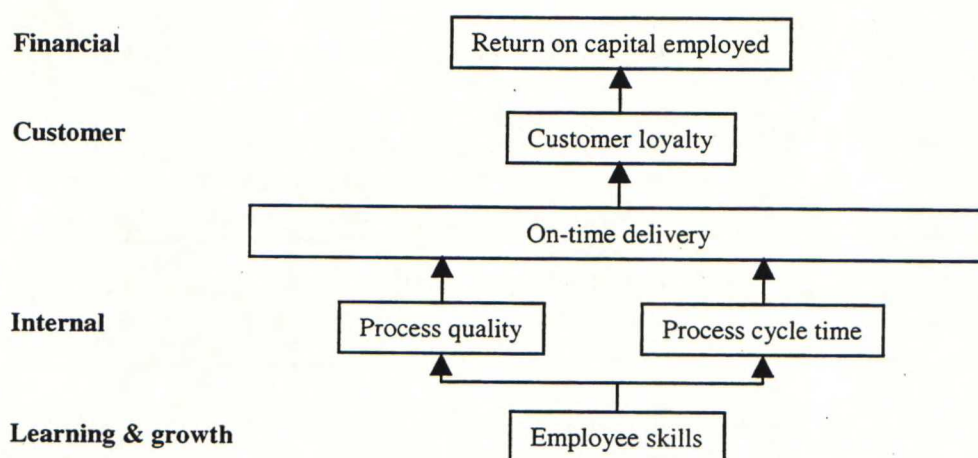 Financial
Return on capital employed
Customer
Customer loyalty
On-time delivery
Internal
Process quality
Process cycle time
Learning & growth
Employee skills